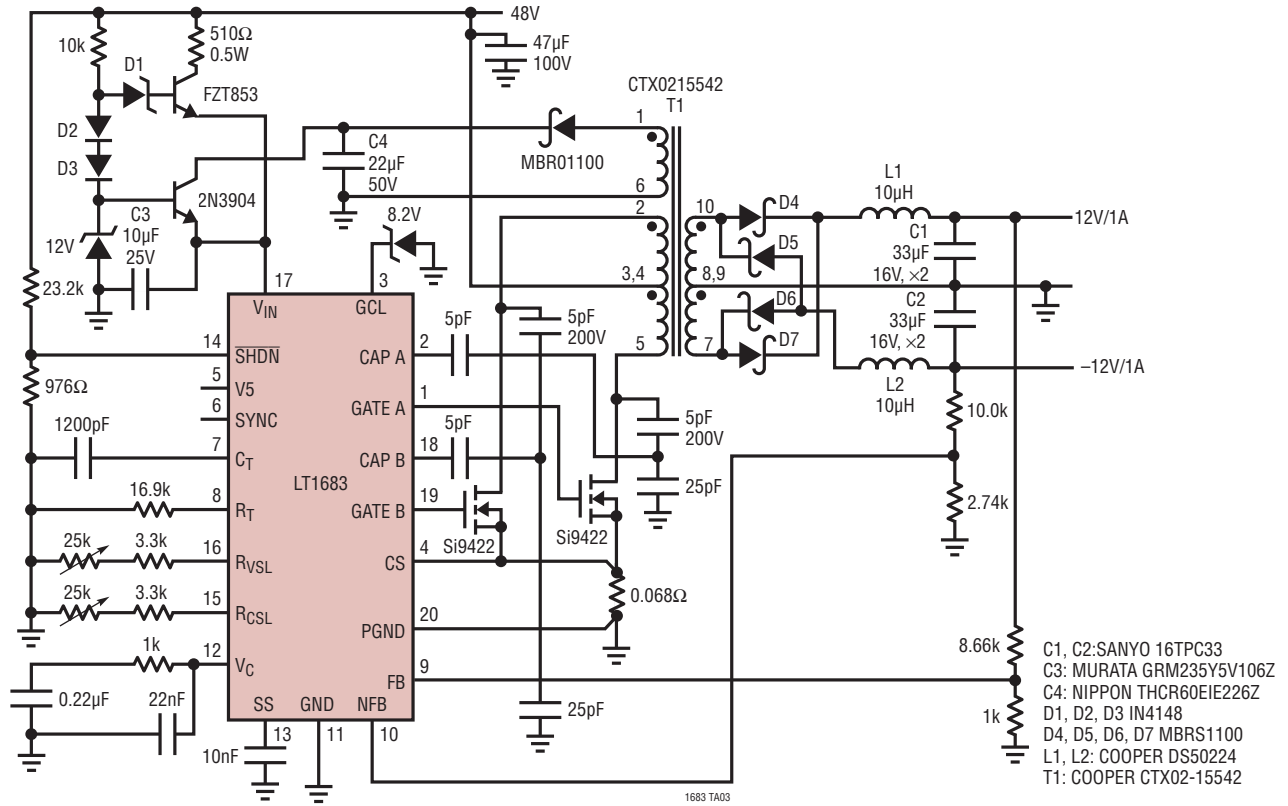 48V
10k
510Ω
0.5W
47µF
100V
D1
FZT853
CTX0215542
T1
1
D2
D3
C4
22µF
50V
MBR01100
2N3904
6
C3
10µF
25V
12V
8.2V
2
10
D4
L1
10µH
12V/1A
D5
C1
33µF
16V, ×2
23.2k
17
3
3,4
8,9
VIN
GCL
D6
C2
33µF
16V, ×2
5pF
5pF
200V
14
SHDN
2
CAP A
5
7
D7
−12V/1A
L2
10µH
976Ω
5
V5
1
GATE A
6
SYNC
10.0k
1200pF
5pF
5pF
200V
7
CT
18
CAP B
LT1683
25pF
16.9k
8
RT
19
GATE B
2.74k
Si9422
Si9422
25k
3.3k
16
RVSL
4
CS
0.068Ω
25k
3.3k
15
RCSL
20
PGND
1k
12
VC
9
FB
8.66k
0.22µF
22nF
SS
GND
NFB
25pF
1k
13
11
10
10nF
C1, C2:SANYO 16TPC33
C3: MURATA GRM235Y5V106Z
C4: NIPPON THCR60EIE226Z
D1, D2, D3 IN4148
D4, D5, D6, D7 MBRS1100
L1, L2: COOPER DS50224
T1: COOPER CTX02-15542
1683 TA03